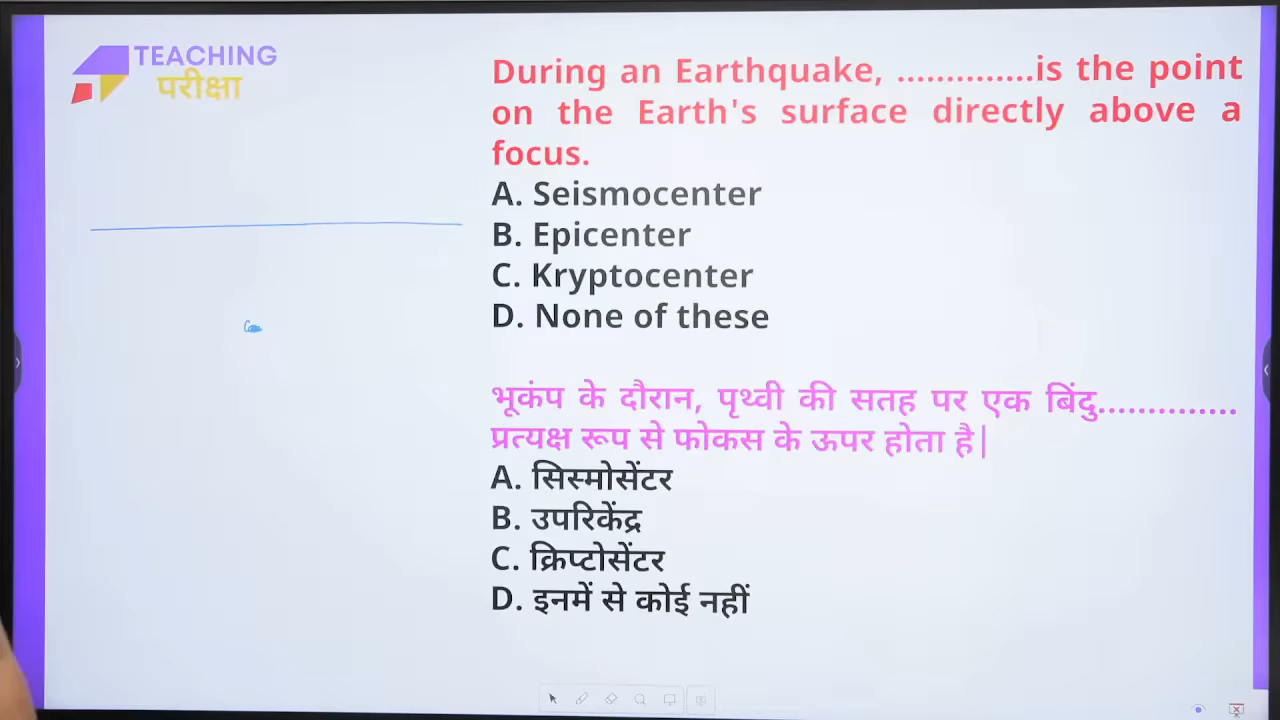 TEACHING
परीक्षा
During an Earthquake, ..............is the point
on the Earth's surface directly above a
focus.
A. Seismocenter
B. Epicenter
C. Kryptocenter
D. None of these
भूकंप के दौरान, पृथ्वी की सतह पर एक बिंदु..............
प्रत्यक्ष रूप से फोकस के ऊपर होता है|
A. सिस्मोसेंटर
B. उपरिकेंद्र
C. क्रिप्टोसेंटर
D. इनमें से कोई नहीं